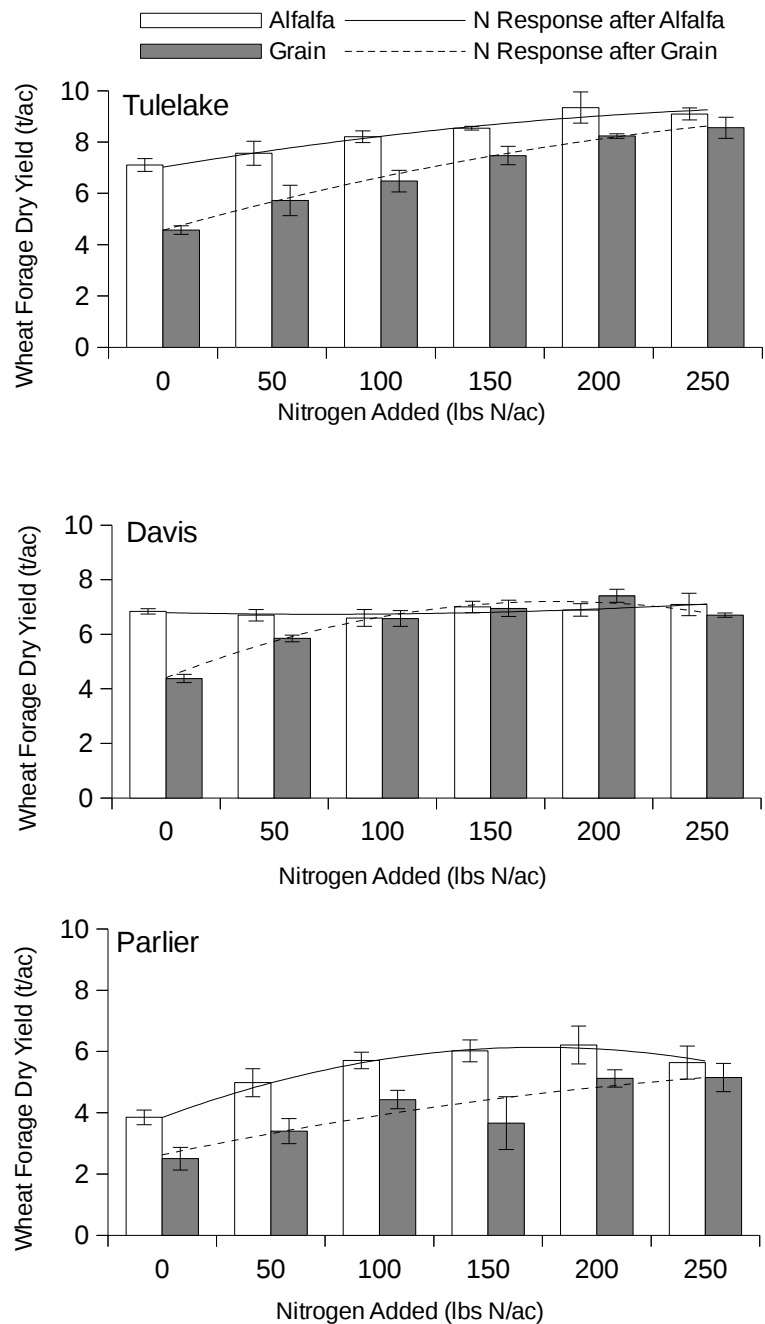 Alfalfa N Response after Alfalfa
Grain N Response after Grain
Tulelake
Wheat Forage Dry Yield (t/ac)
10
8
6
4
2
0
0 50 100 150 200 250
Nitrogen Added (lbs N/ac)
Davis
Wheat Forage Dry Yield (t/ac)
10
8
6
4
2
0
0 50 100 150 200 250
Nitrogen Added (lbs N/ac)
Parlier
Wheat Forage Dry Yield (t/ac)
10
8
6
4
2
0
0 50 100 150 200 250
Nitrogen Added (lbs N/ac)